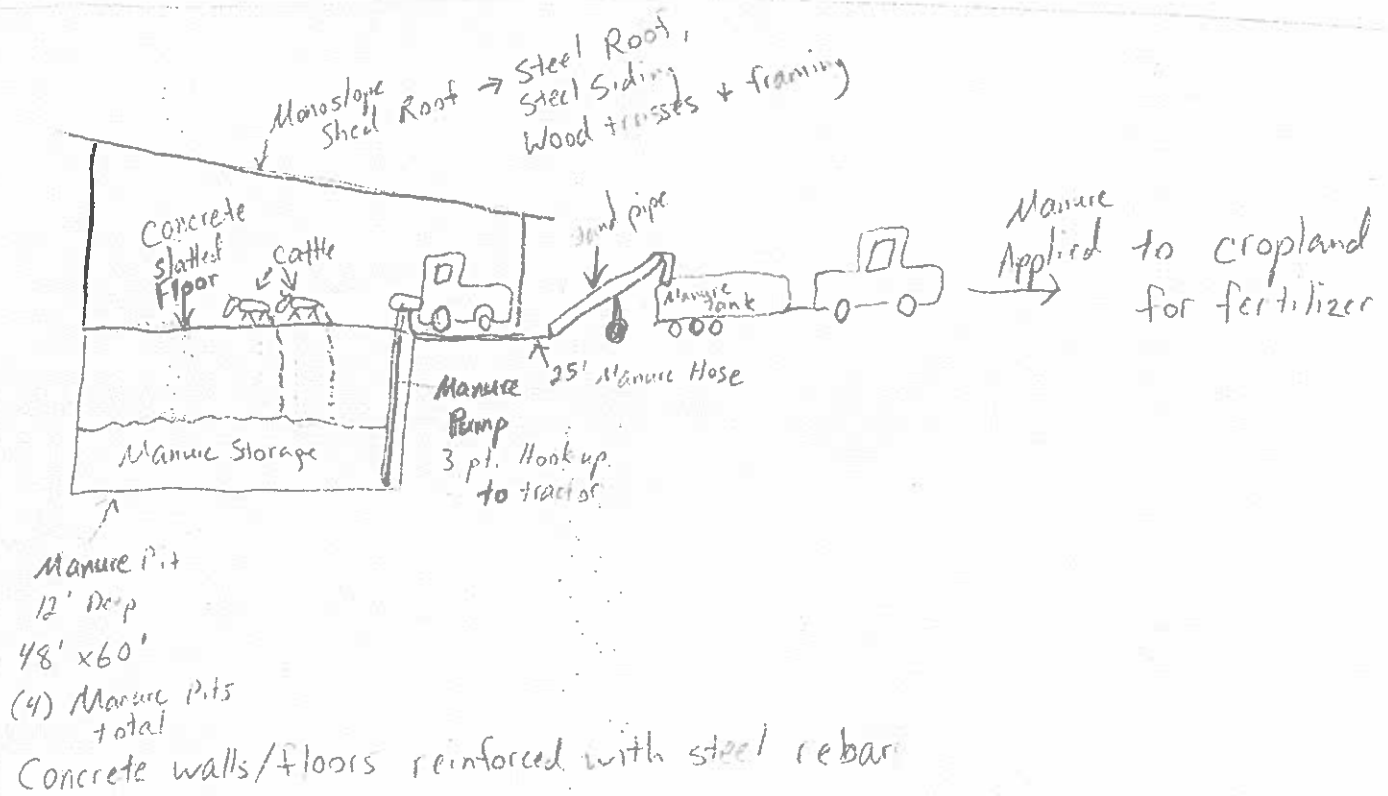 Monoslope
Shed Roof → Steel Roof,
Steel Siding
Wood trusses + framing
Concrete
Slatted
Floor
Cattle
pipe
Manure
tank
Manure
Applied to cropland
for fertilizer
25' Manure Hose
Manure
Pump
3 pt. Hook up
to tractor
Manure Storage
Manure Pit
12' Deep
48' x 60'
(4) Manure Pits
total
Concrete walls/floors reinforced with steel rebar